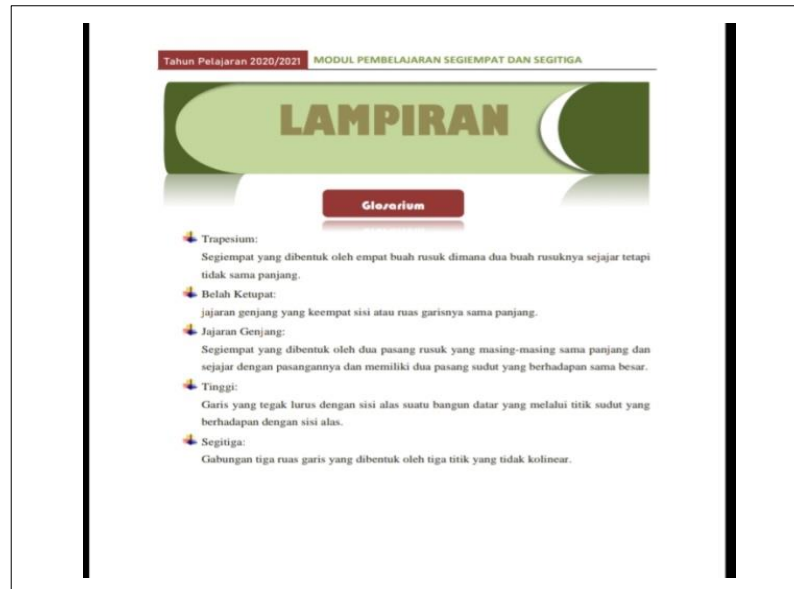 Tahun Pelajaran 2020/2021 MODUL PEMBELAJARAN SEGIEMPAT DAN SEGITIGA
LAMPIRAN
Glosarium
Trapesium:
Segiempat yang dibentuk oleh empat buah rusuk dimana dua buah rusuknya sejajar tetapi
tidak sama panjang.
Belah Ketupat:
jajaran genjang yang keempat sisi atau ruas garisnya sama panjang.
Jajaran Genjang:
Segiempat yang dibentuk oleh dua pasang rusuk yang masing-masing sama panjang dan
sejajar dengan pasangannya dan memiliki dua pasang sudut yang berhadapan sama besar.
Tinggi:
Garis yang tegak lurus dengan sisi alas suatu bangun datar yang melalui titik sudut yang
berhadapan dengan sisi alas.
Segitiga:
Gabungan tiga ruas garis yang dibentuk oleh tiga titik yang tidak kolinear.